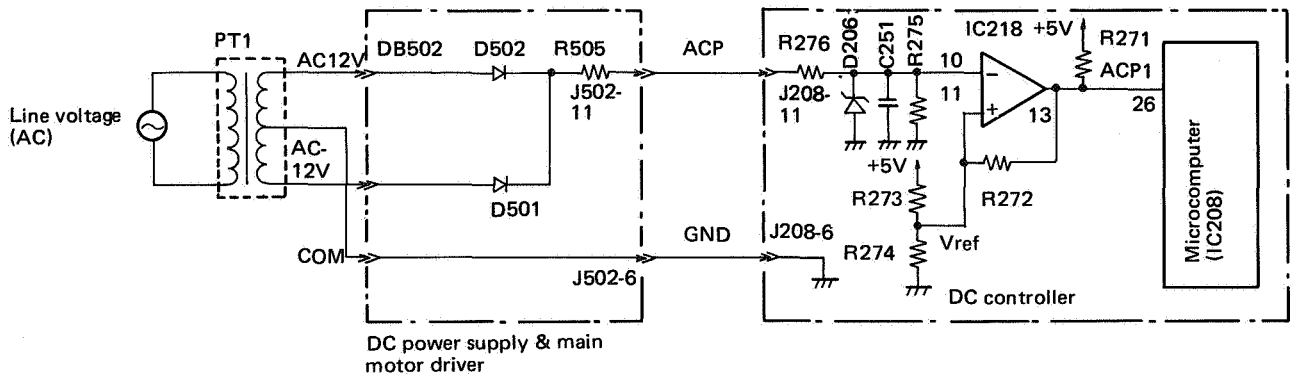 PT1
AC12V
DB502
D502
R505
ACP
R276
D206
C251
R275
IC218
+5V
R271
ACP1
Line voltage
(AC)
J502-
11
J208-
11
10
11
13
26
AC-
12V
D501
+5V
R273
R272
Microcomputer
(IC208)
COM
GND
J208-6
R274
Vref
J502-6
DC controller
DC power supply & main
motor driver